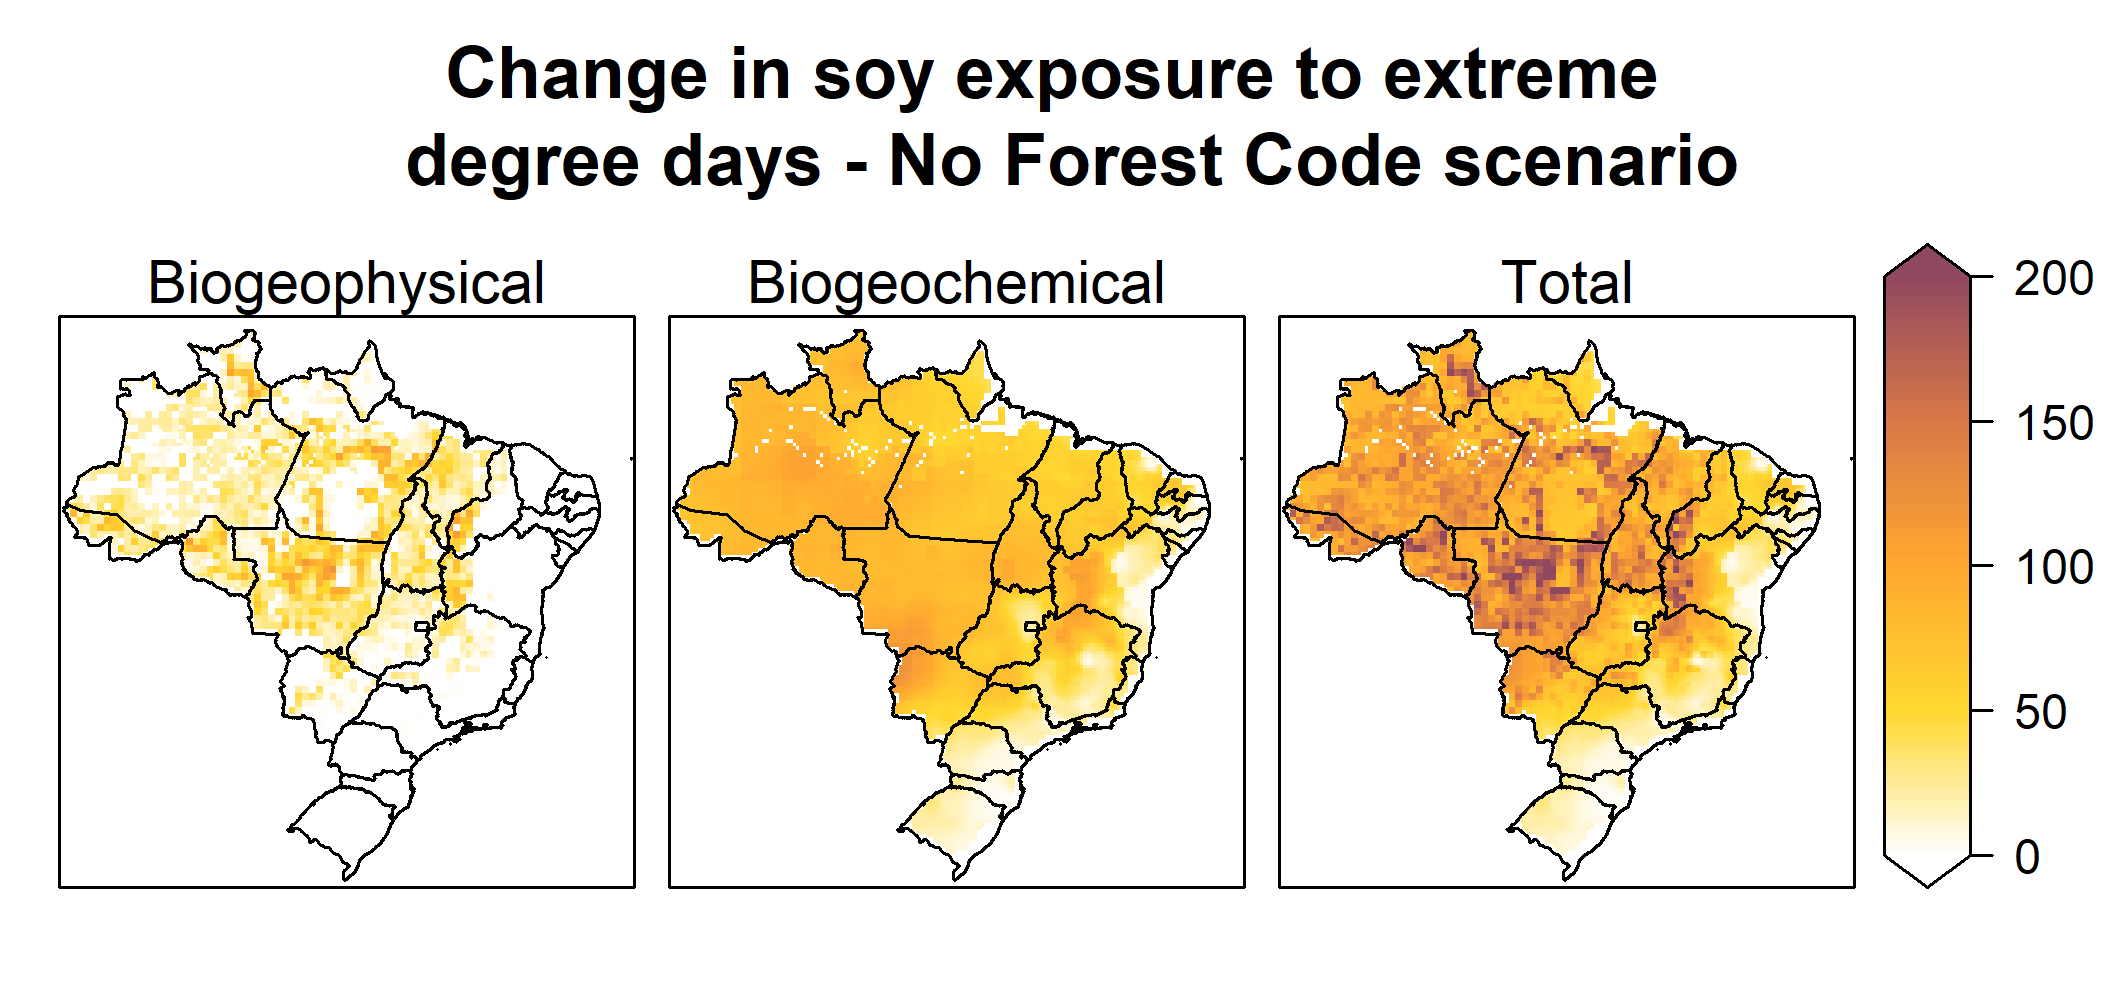 Change in soy exposure to extreme
degree days - No Forest Code scenario
Biogeophysical
Biogeochemical
Total
200
150
100
50
0